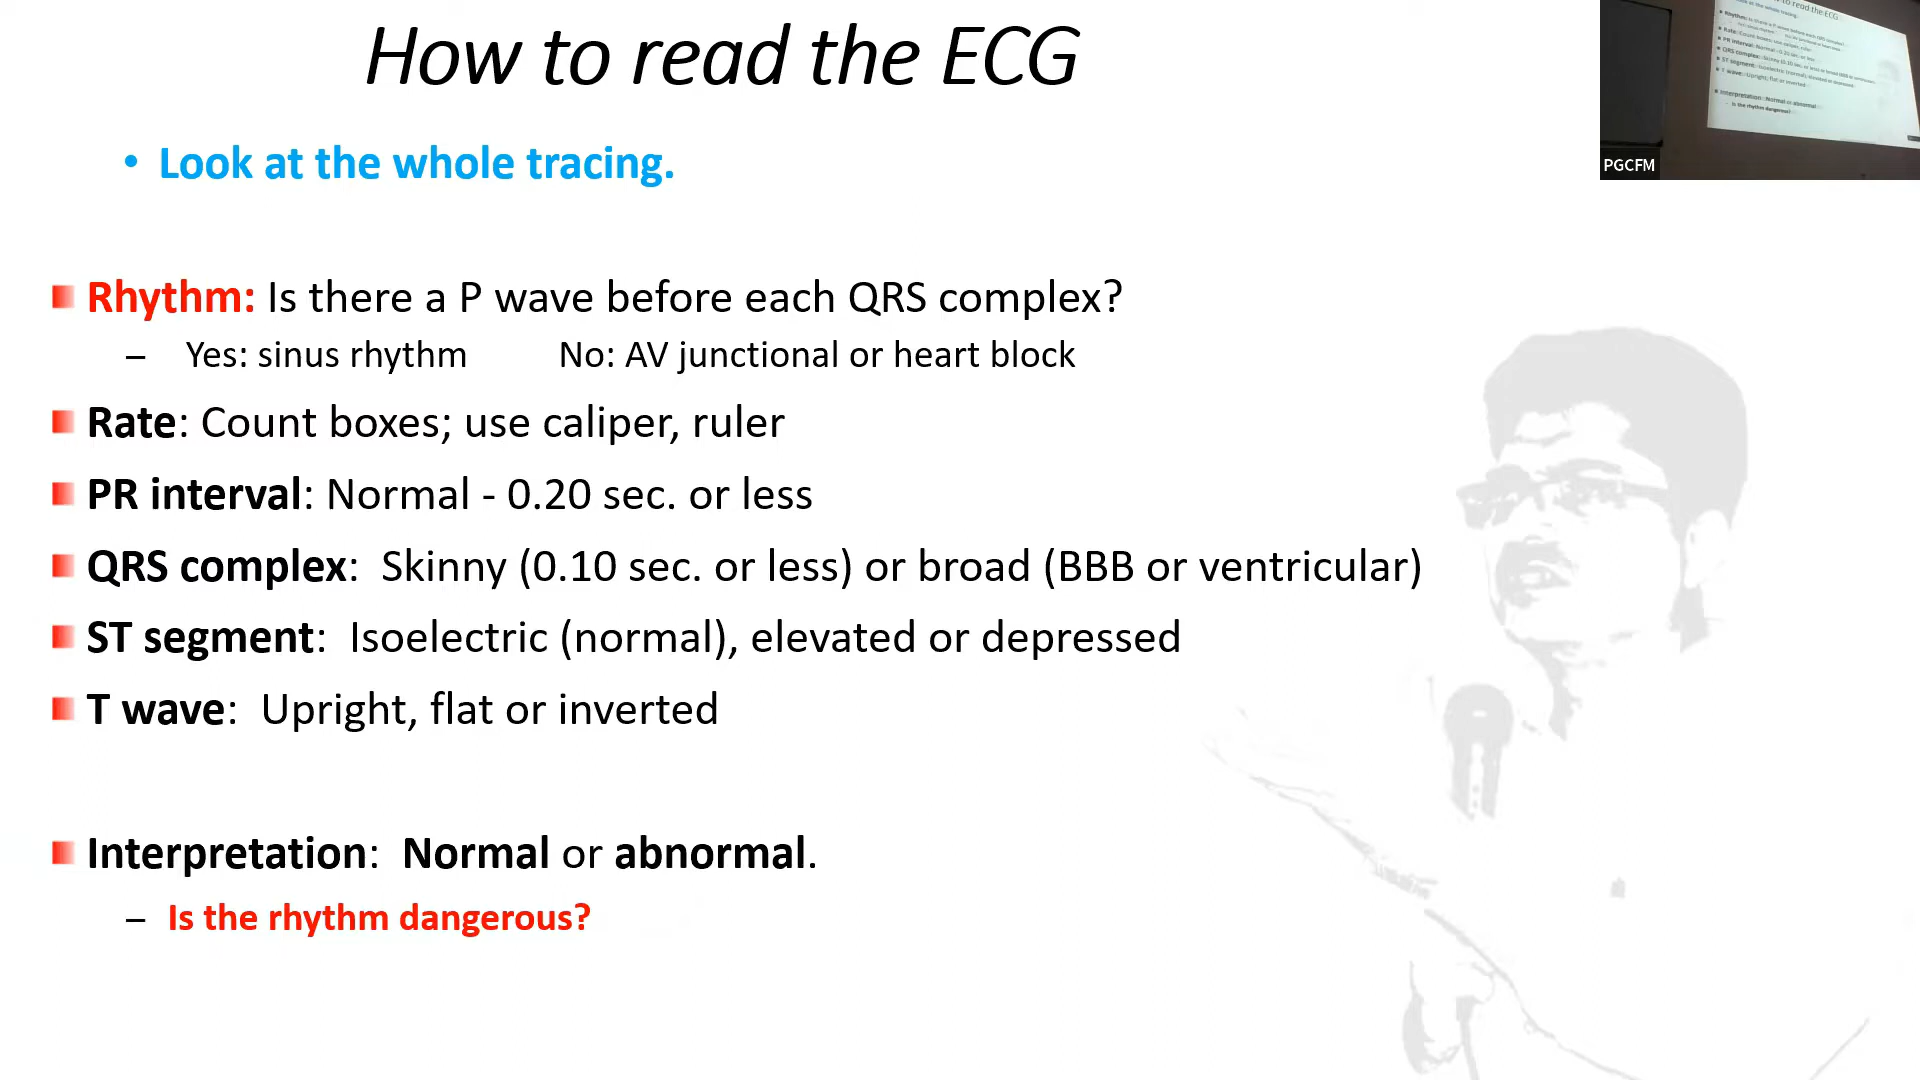 How to read the ECG
• Look at the whole tracing.
Rhythm: Is there a P wave before each QRS complex?
– Yes: sinus rhythm No: AV junctional or heart block
Rate: Count boxes; use caliper, ruler
PR interval: Normal - 0.20 sec. or less
QRS complex: Skinny (0.10 sec. or less) or broad (BBB or ventricular)
ST segment: Isoelectric (normal), elevated or depressed
T wave: Upright, flat or inverted
Interpretation: Normal or abnormal.
– Is the rhythm dangerous?
PGCFM